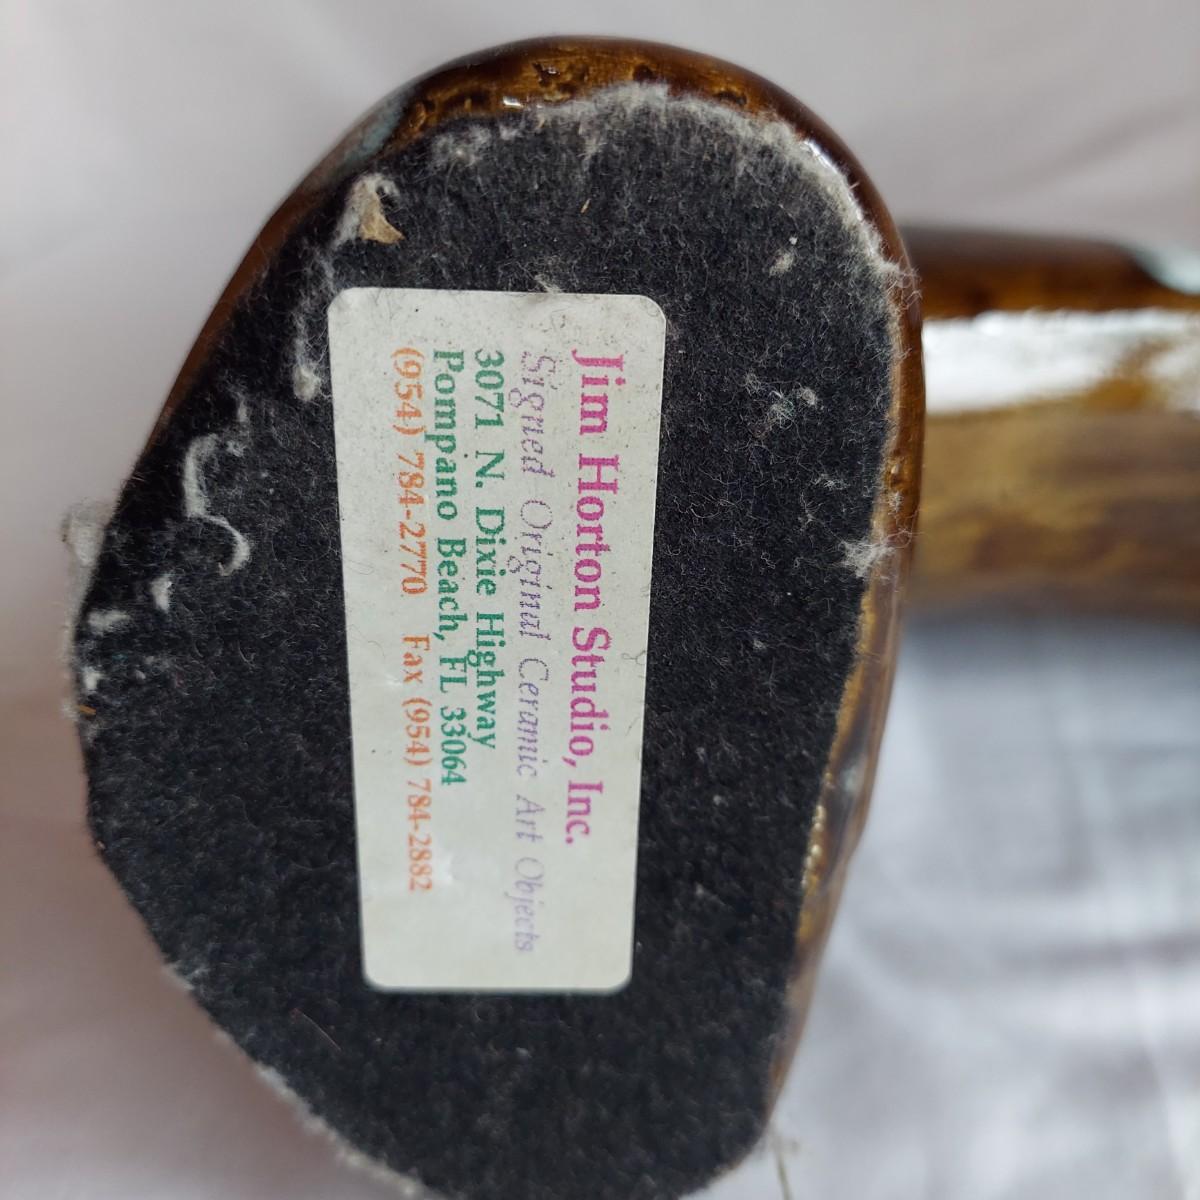 Jim Horton Studio, Inc.
Signed Original Ceramic Art Objects
3071 N. Dixie Highway
Pompano Beach, FL 33064
(954) 784-2770 Fax (954) 784-2882